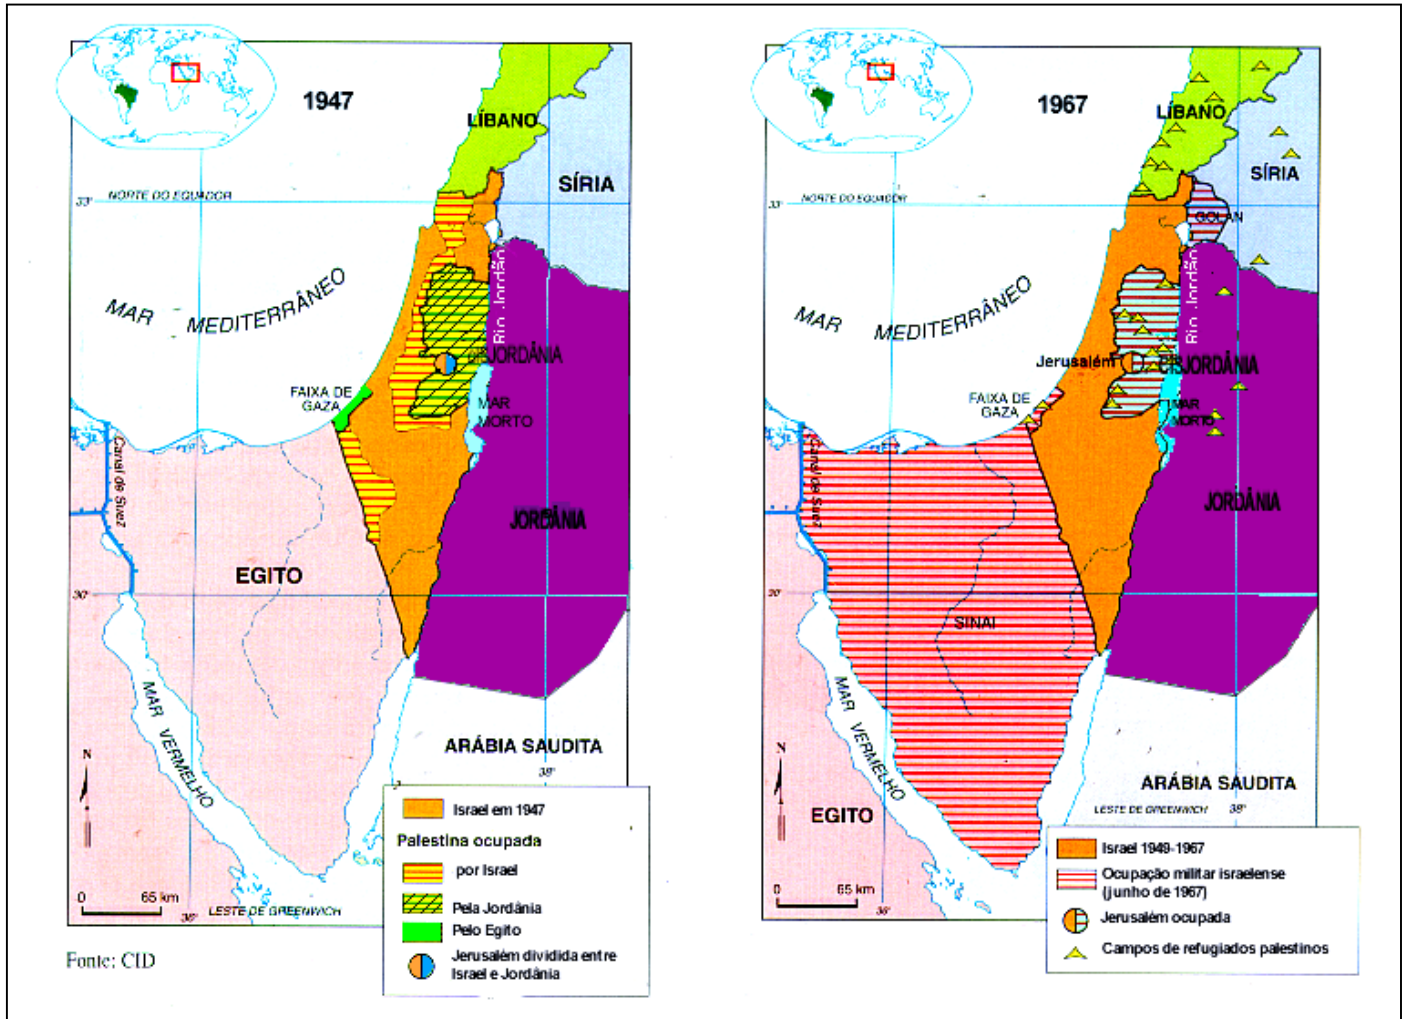 1947
LÍBANO
SÍRIA
NORTE DO EQUADOR
33°
MAR MEDITERRÂNEO
Rio Jordão
CISJORDÂNIA
FAIXA DE
GAZA
MAR
MORTO
Canal de Suez
JORDÂNIA
EGITO
30°
MAR VERMELHO
N
ARÁBIA SAUDITA
38°
0 65 km
36°
LESTE DE GREENWICH
Israel em 1947
Palestina ocupada
por Israel
Pela Jordânia
Pelo Egito
Jerusalém dividida entre
Israel e Jordânia
Fonte: CID
1967
LÍBANO
SÍRIA
NORTE DO EQUADOR
33°
GOLAN
MAR MEDITERRÂNEO
Rio Jordão
Jerusalém
CISJORDÂNIA
FAIXA DE
GAZA
MAR
MORTO
Canal de Suez
JORDÂNIA
30°
SINAI
MAR VERMELHO
N
ARÁBIA SAUDITA
EGITO
LESTE DE GREENWICH
38°
0 65 km
36°
Israel 1949-1967
Ocupação militar israelense
(junho de 1967)
Jerusalém ocupada
Campos de refugiados palestinos